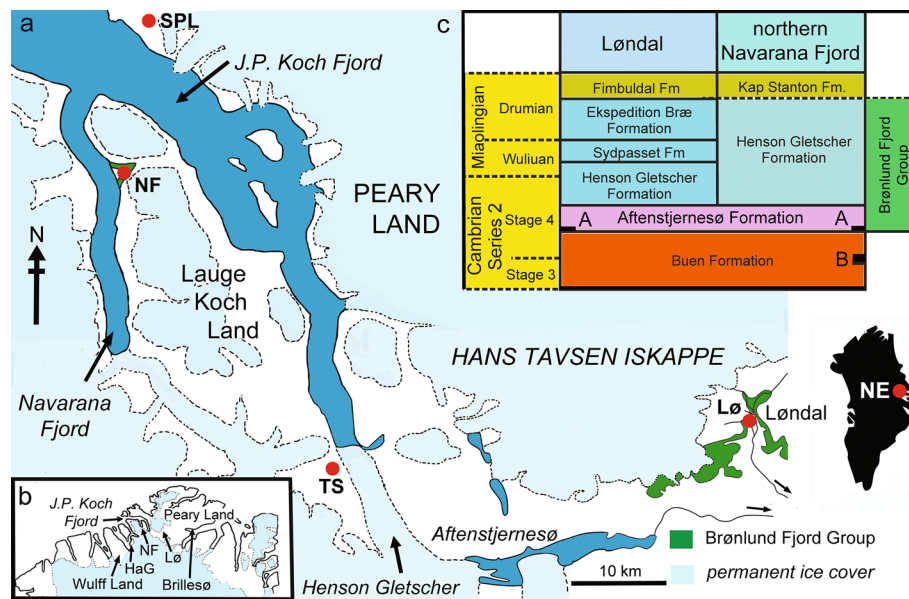 a
SPL
J.P. Koch Fjord
NF
PEARY
LAND
N
Lauge
Koch
Land
Navarana
Fjord
HANS TAVSEN ISKAPPE
Lø
Løndal
TS
Aftenstjernesø
Henson Gletscher
10 km
Brønlund Fjord Group
permanent ice cover
NE
b
J.P. Koch
Fjord
Peary Land
NF
Lø
HaG
Wulff Land
Brillesø
c
Løndal
northern
Navarana Fjord
Miaolingian
Drumian
Wuliuan
Cambrian
Series 2
Stage 4
Stage 3
Fimbuldal Fm
Kap Stanton Fm.
Ekspedition Bræ
Formation
Sydpasset Fm
Henson Gletscher
Formation
Henson Gletscher
Formation
A
Aftenstjernesø Formation
A
Buen Formation
B
Brønlund Fjord
Group